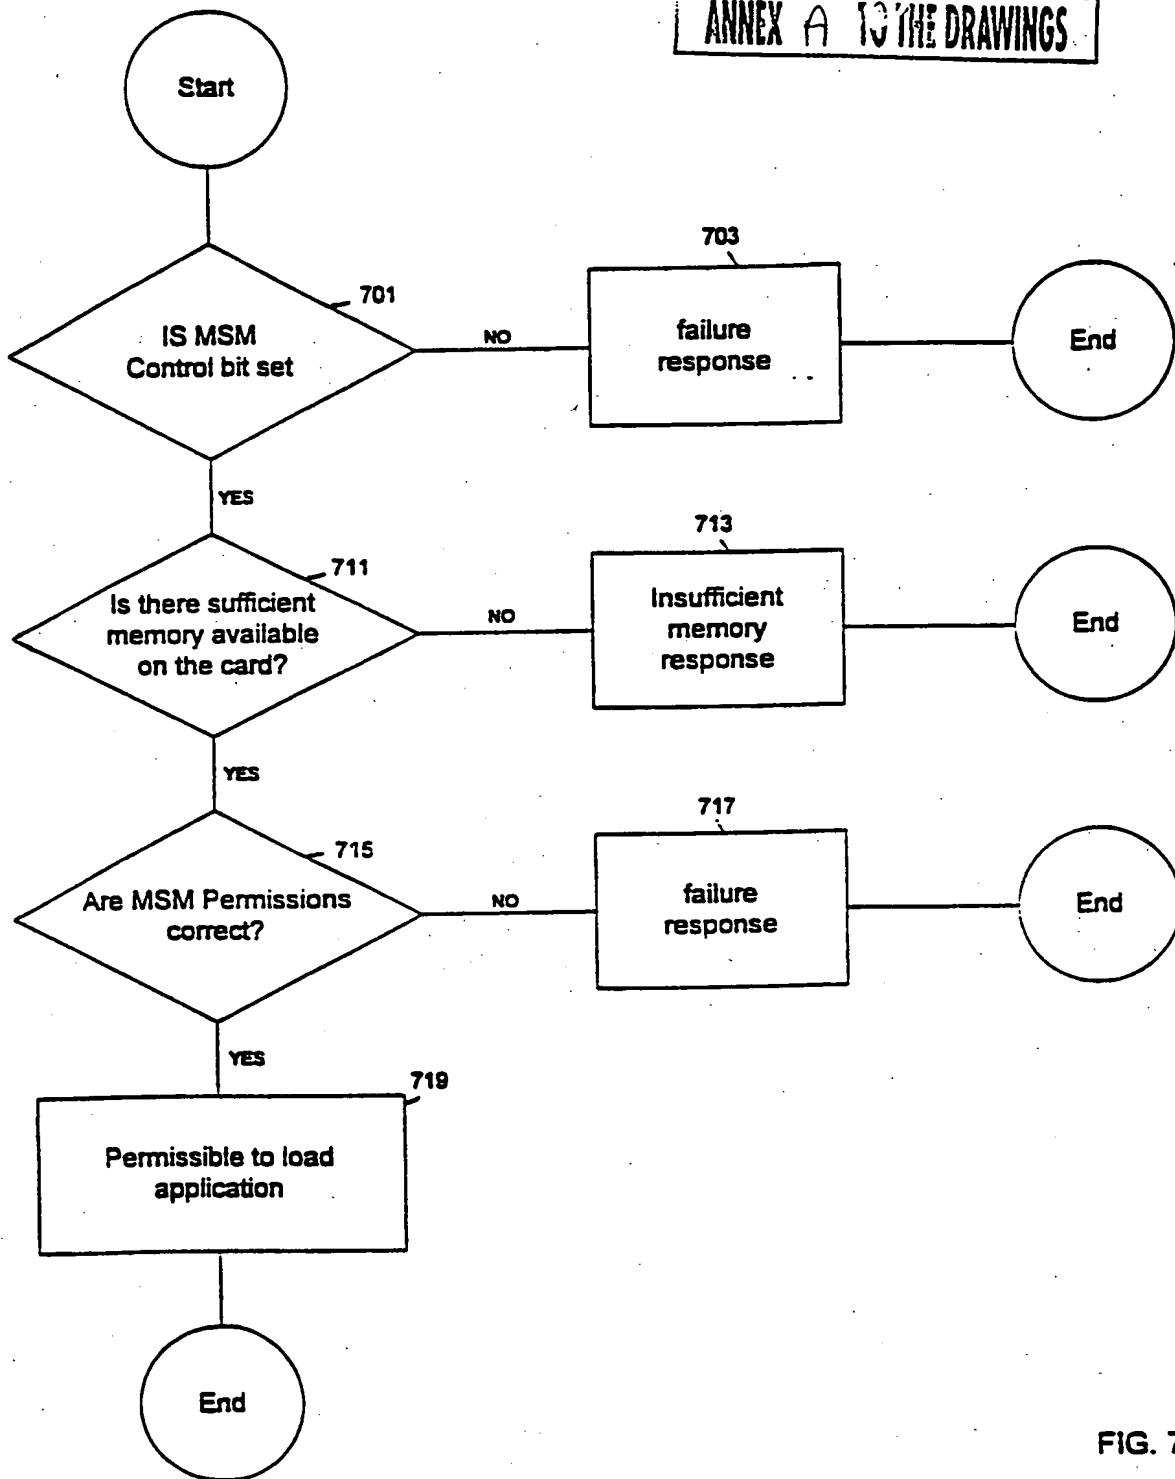 ANNEX A TO THE DRAWINGS
Start
701
IS MSM
Control bit set
NO
703
failure
response
End
YES
711
Is there sufficient
memory available
on the card?
NO
713
Insufficient
memory
response
End
YES
715
Are MSM Permissions
correct?
NO
717
failure
response
End
YES
719
Permissible to load
application
End
FIG. 7